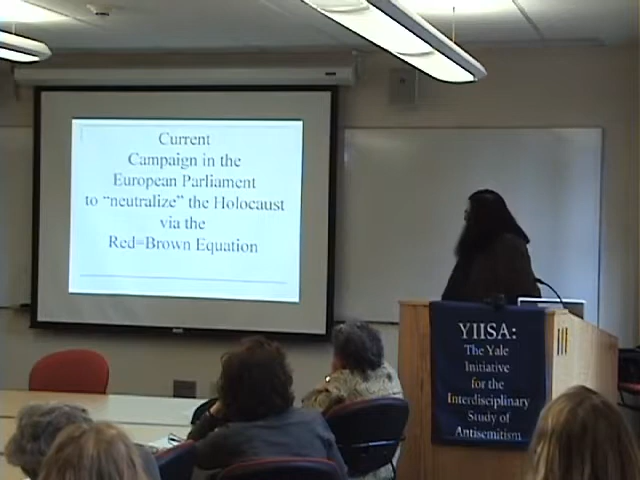 Current
Campaign in the
European Parliament
to “neutralize” the Holocaust
via the
Red=Brown Equation
YIISA:
The Yale
Initiative
for the
Interdisciplinary
Study of
Antisemitism